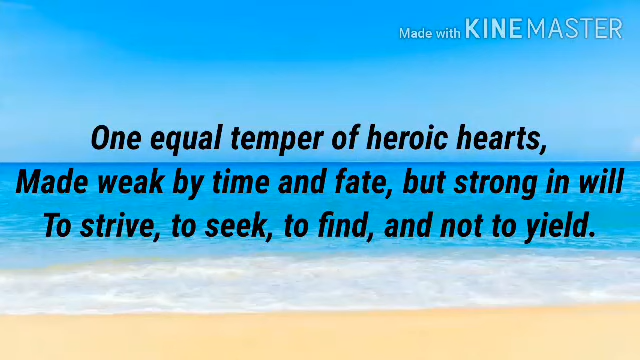 Made with KINEMASTER
One equal temper of heroic hearts,
Made weak by time and fate, but strong in will
To strive, to seek, to find, and not to yield.